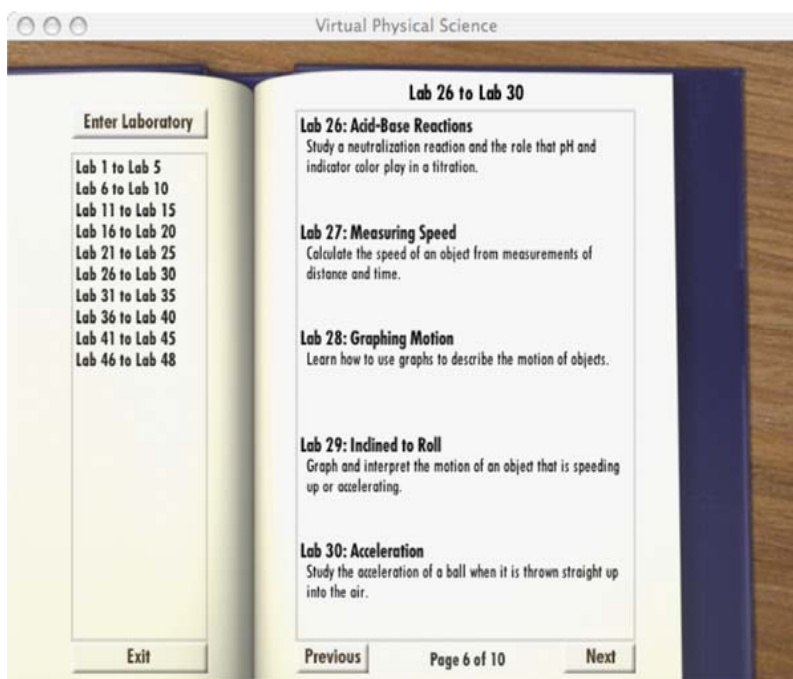 Virtual Physical Science
Enter Laboratory
Lab 1 to Lab 5
Lab 6 to Lab 10
Lab 11 to Lab 15
Lab 16 to Lab 20
Lab 21 to Lab 25
Lab 26 to Lab 30
Lab 31 to Lab 35
Lab 36 to Lab 40
Lab 41 to Lab 45
Lab 46 to Lab 48
Exit
Lab 26 to Lab 30
Lab 26: Acid-Base Reactions
Study a neutralization reaction and the role that pH and
indicator color play in a titration.
Lab 27: Measuring Speed
Calculate the speed of an object from measurements of
distance and time.
Lab 28: Graphing Motion
Learn how to use graphs to describe the motion of objects.
Lab 29: Inclined to Roll
Graph and interpret the motion of an object that is speeding
up or accelerating.
Lab 30: Acceleration
Study the acceleration of a ball when it is thrown straight up
into the air.
Previous
Page 6 of 10
Next